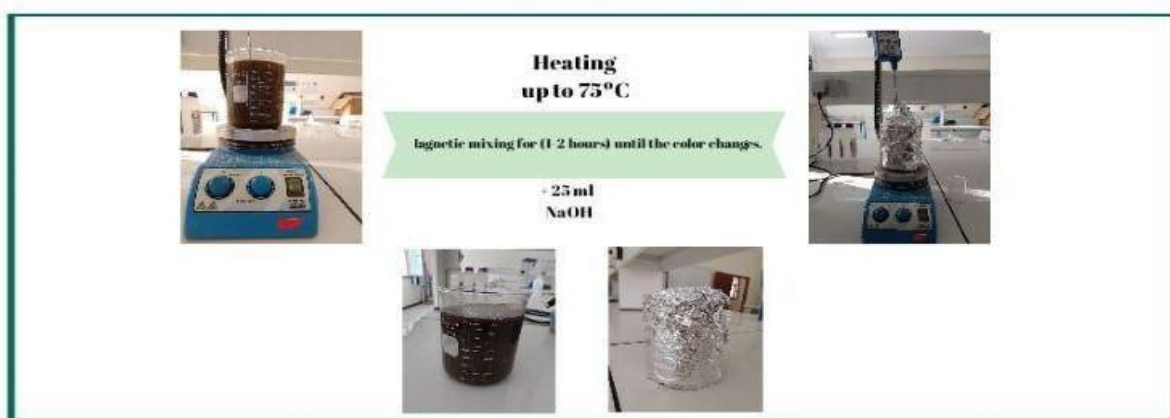 Heating
up to 75°C
lagnetic mixing for (1-2 hours) until the color changes.
+ 25 ml
NaOH